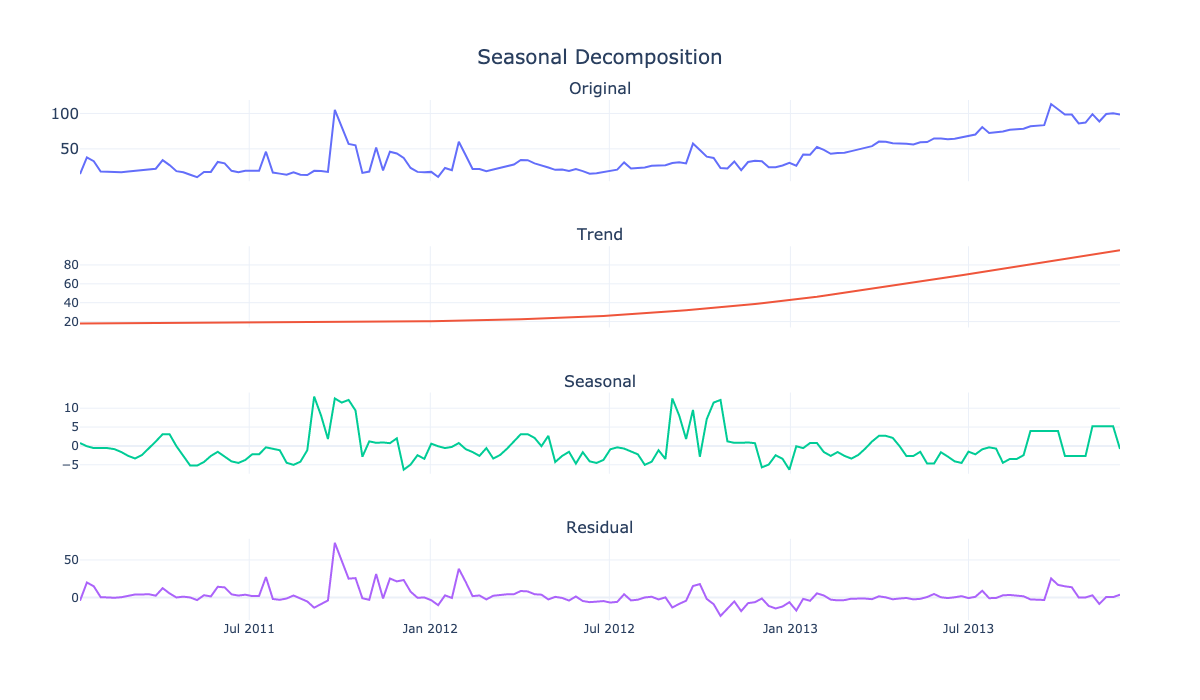 Seasonal Decomposition
Original
100
50
Trend
80
60
40
20
Seasonal
10
5
0
−5
Residual
50
0
Jul 2011 Jan 2012 Jul 2012 Jan 2013 Jul 2013